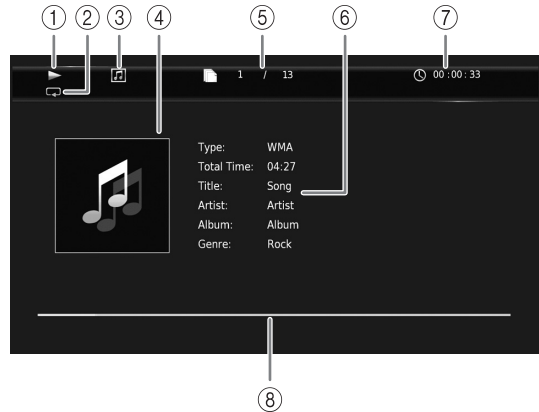 ① ② ③ ④ ⑤ ⑥ ⑦
1 / 13 00:00:33
Type: WMA
Total Time: 04:27
Title: Song
Artist: Artist
Album: Album
Genre: Rock
⑧